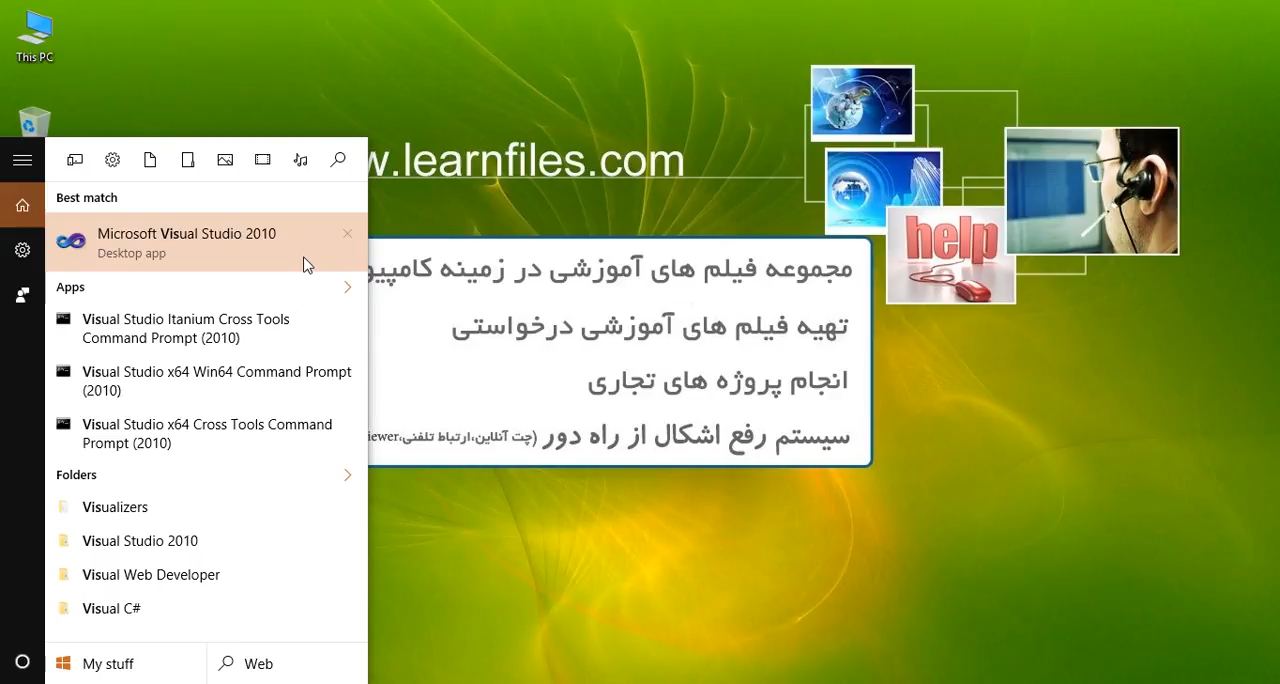 This PC
Best match
Microsoft Visual Studio 2010
Desktop app
Apps
Visual Studio Itanium Cross Tools
Command Prompt (2010)
Visual Studio x64 Win64 Command Prompt
(2010)
Visual Studio x64 Cross Tools Command
Prompt (2010)
Folders
Visualizers
Visual Studio 2010
Visual Web Developer
Visual C#
My stuff
Web
w.learnfiles.com
help
مجموعه فیلم های آموزشی در زمینه
تهیه فیلم های آموزشی درخواستی
انجام پروژه های تجاری
سیستم رفع اشکال از راه دور (چت آنلاین،ارتباط تلفنی،